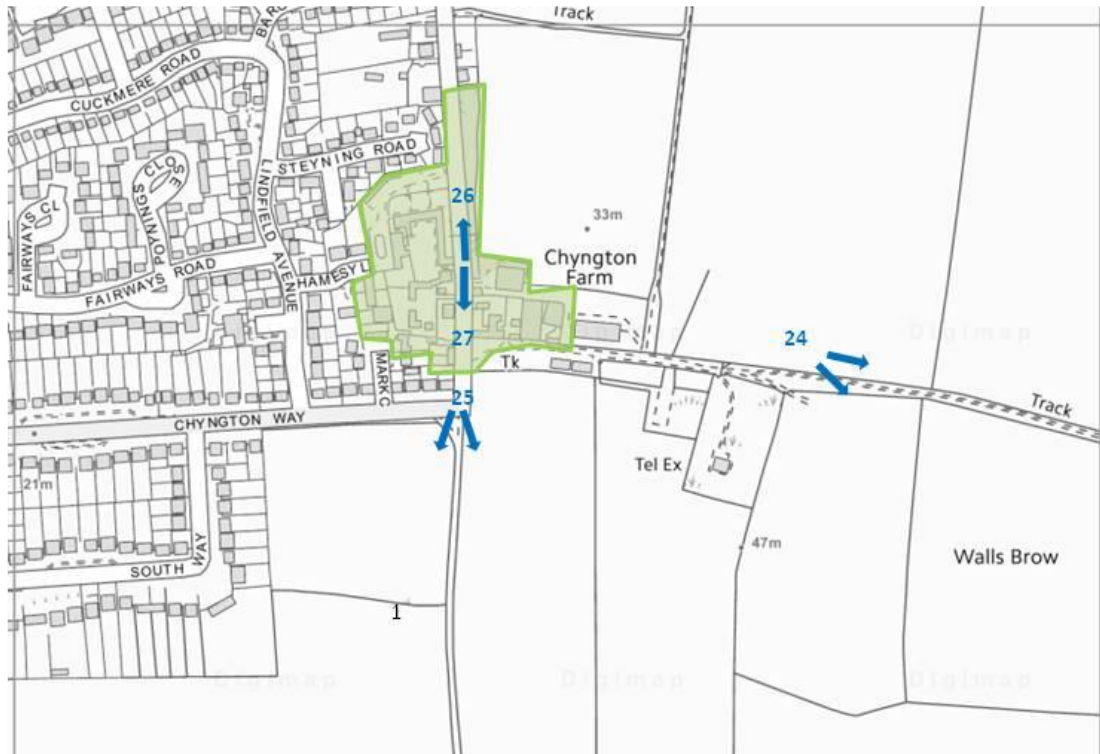 Track
CUCKMERE ROAD
STEYNING ROAD
LINDFIELD AVENUE
CLOSE
POYNINGS
FAIRWAYS CL
FAIRWAYS ROAD
HAMESYL
26
33m
Chyngton
Farm
27
24
Tk
MARK C
25
CHYNGTON WAY
Track
Tel Ex
21m
47m
SOUTH WAY
Walls Brow
1
Digimap
Digimap
Digimap
Digimap
Digimap